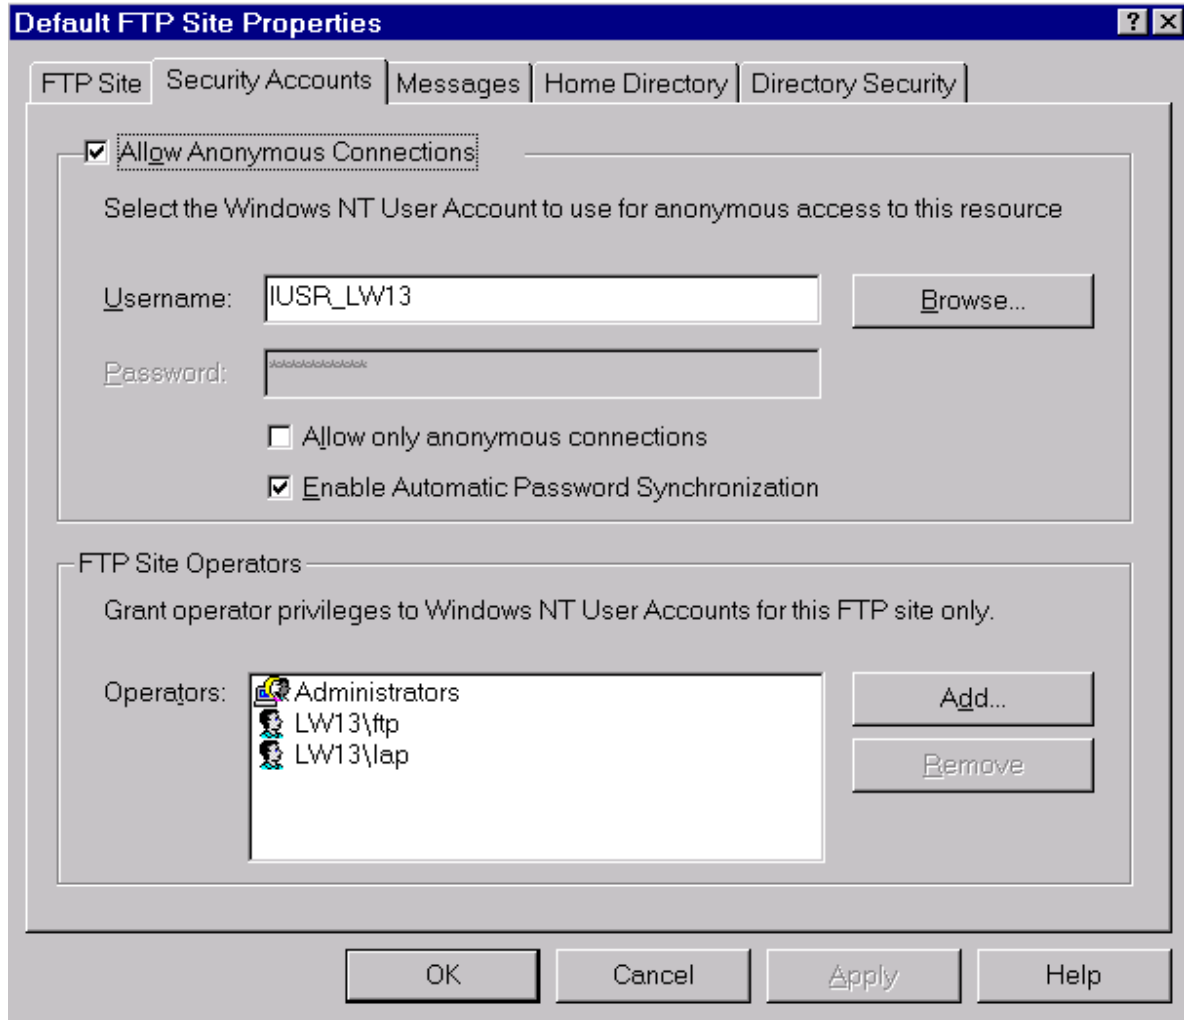 Default FTP Site Properties
FTP Site Security Accounts Messages Home Directory Directory Security
Allow Anonymous Connections
Select the Windows NT User Account to use for anonymous access to this resource
Username: IUSR_LW13 Browse...
Password: ***********
Allow only anonymous connections
Enable Automatic Password Synchronization
FTP Site Operators
Grant operator privileges to Windows NT User Accounts for this FTP site only.
Operators: Administrators Add...
LW13\ftp
LW13\lap
Remove
OK Cancel Apply Help